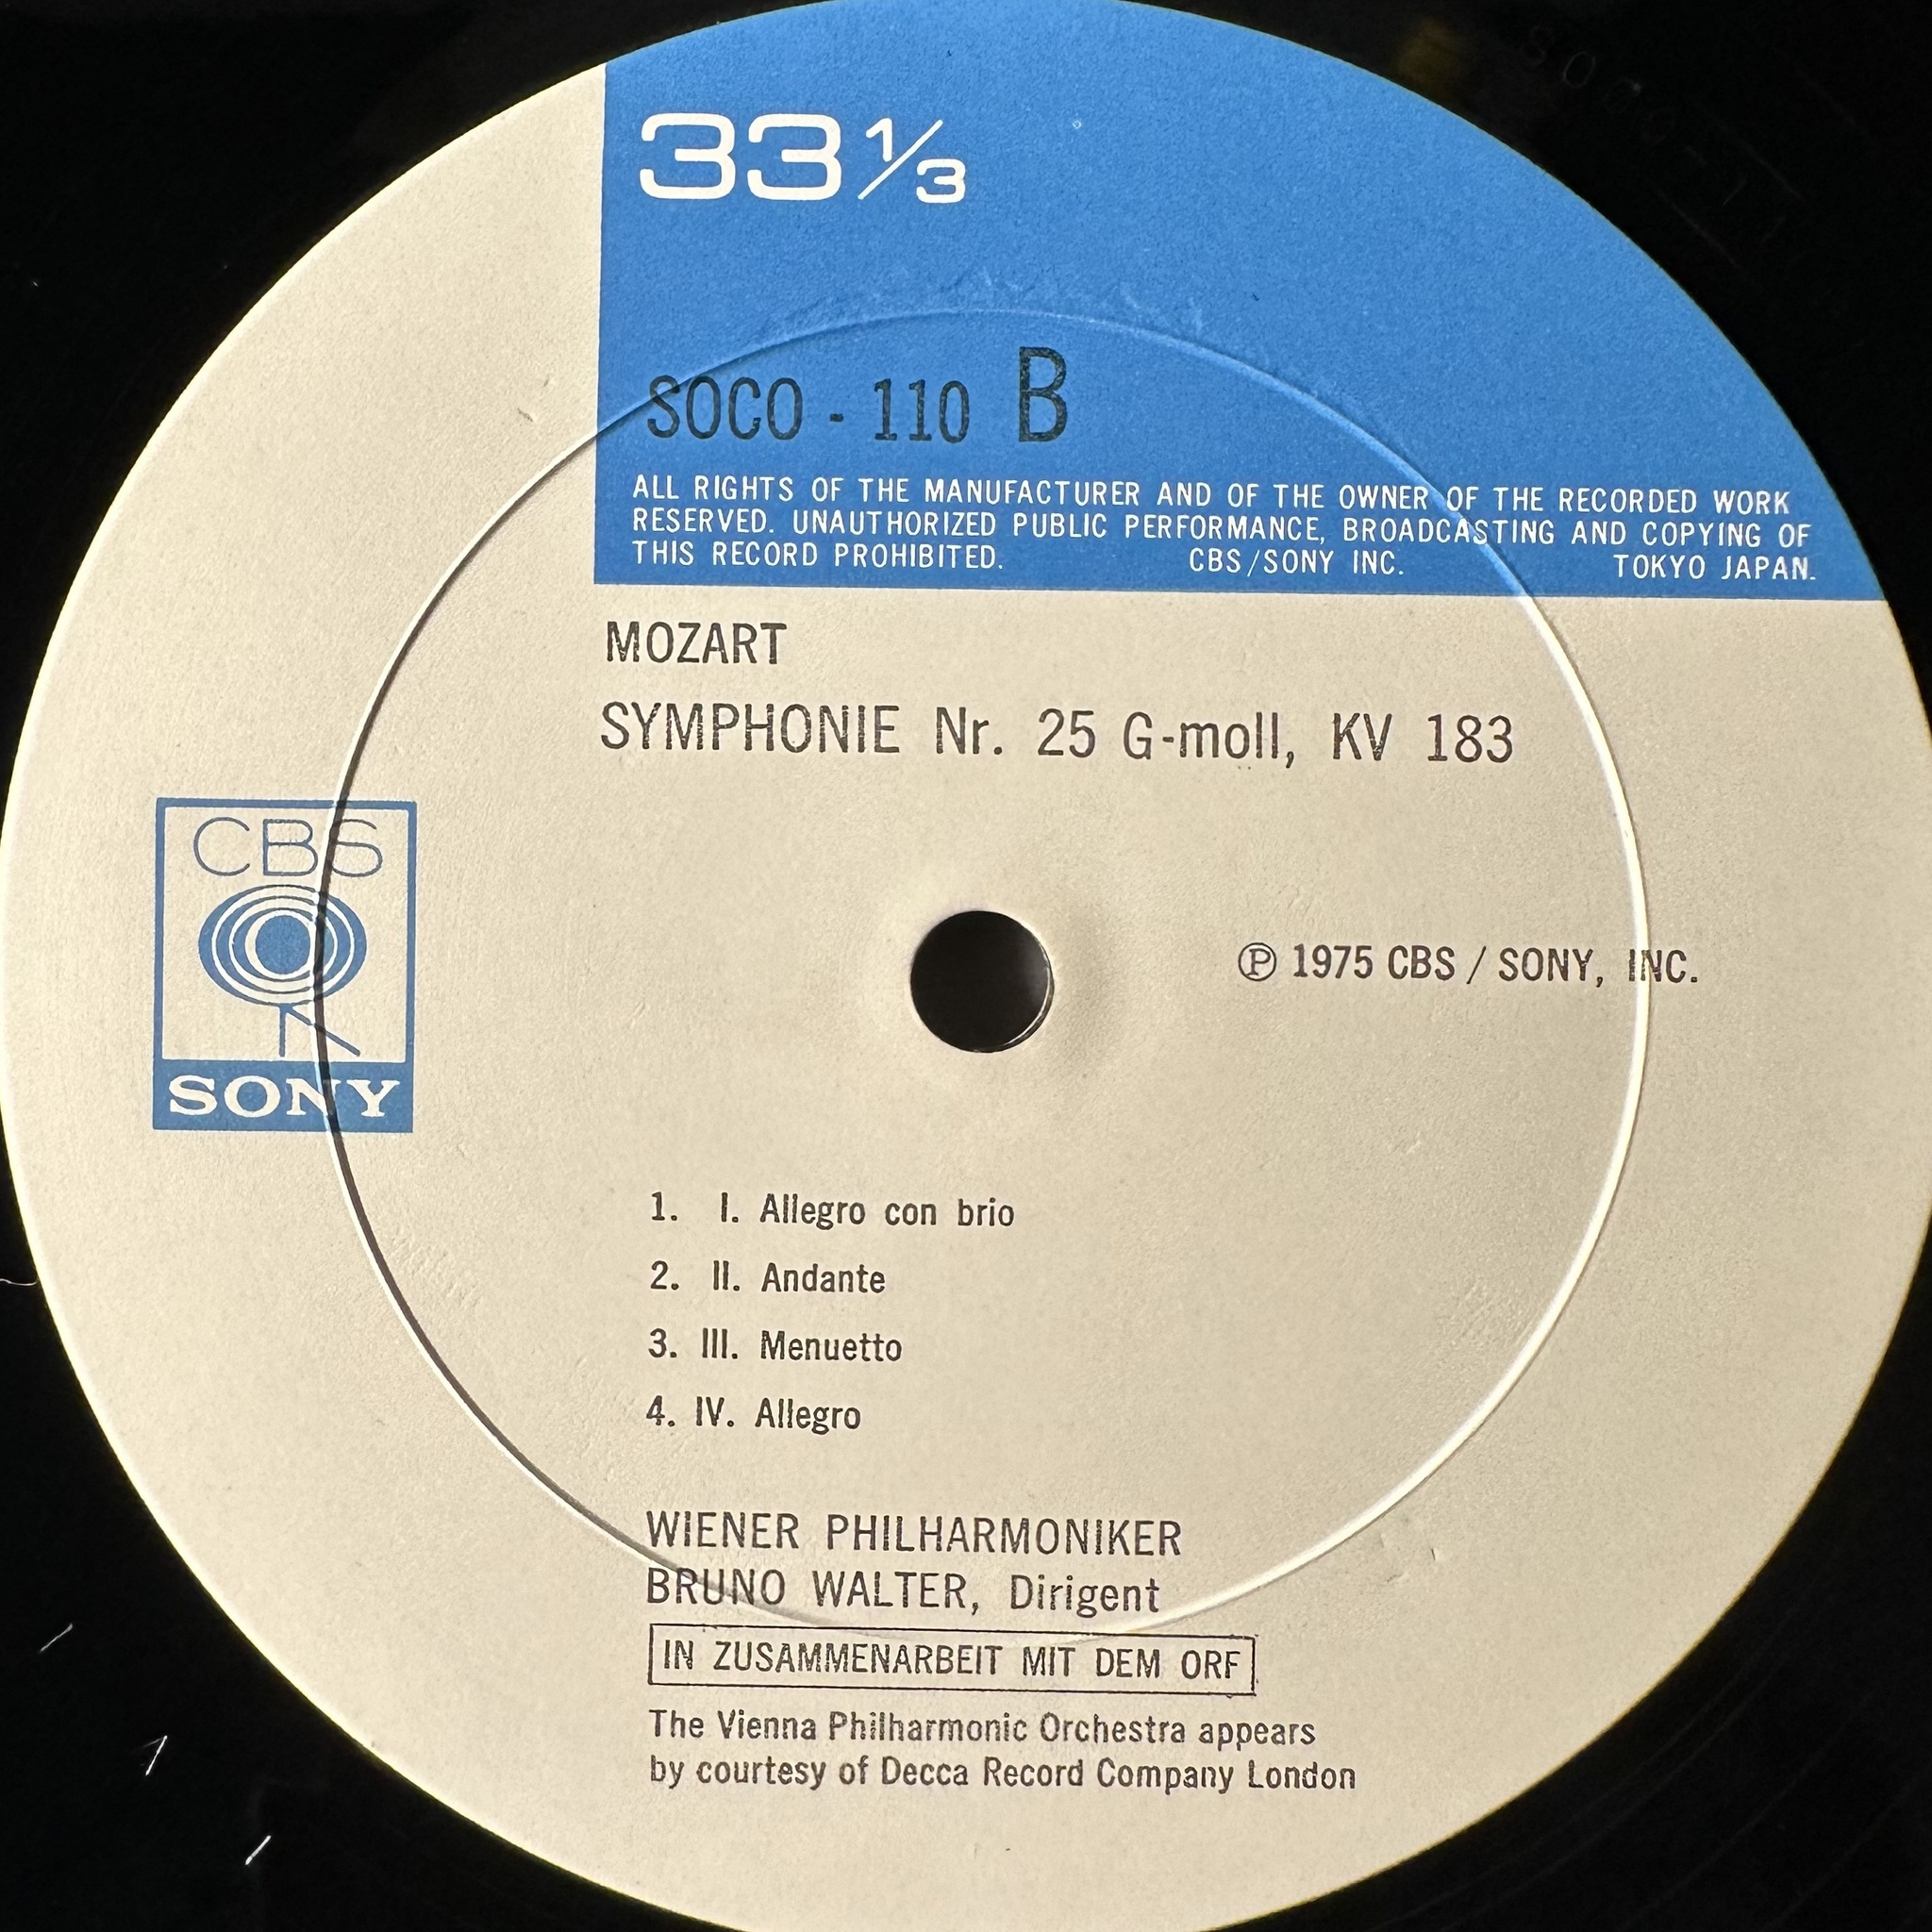 33 1/3
SOCO - 110 B
ALL RIGHTS OF THE MANUFACTURER AND OF THE OWNER OF THE RECORDED WORK
RESERVED. UNAUTHORIZED PUBLIC PERFORMANCE, BROADCASTING AND COPYING OF
THIS RECORD PROHIBITED. CBS/SONY INC. TOKYO JAPAN.
MOZART
SYMPHONIE Nr. 25 G-moll, KV 183
CBS
SONY
℗ 1975 CBS / SONY, INC.
1. I. Allegro con brio
2. II. Andante
3. III. Menuetto
4. IV. Allegro
WIENER PHILHARMONIKER
BRUNO WALTER, Dirigent
IN ZUSAMMENARBEIT MIT DEM ORF
The Vienna Philharmonic Orchestra appears
by courtesy of Decca Record Company London